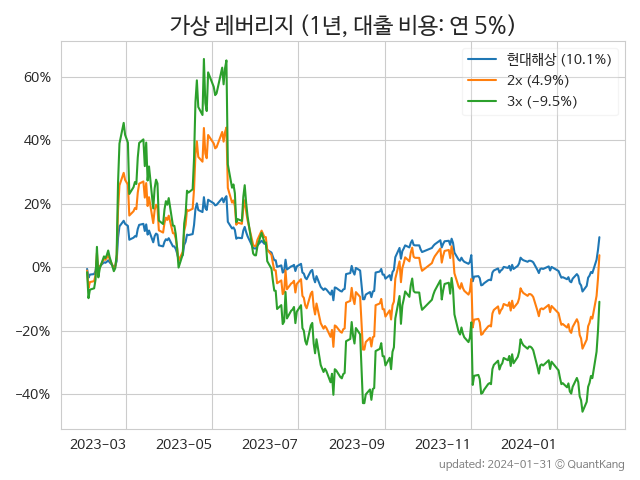 가상 레버리지 (1년, 대출 비용: 연 5%)
현대해상 (10.1%)
2x (4.9%)
3x (−9.5%)
60%
40%
20%
0%
−20%
−40%
2023-03
2023-05
2023-07
2023-09
2023-11
2024-01
updated: 2024-01-31 © QuantKang